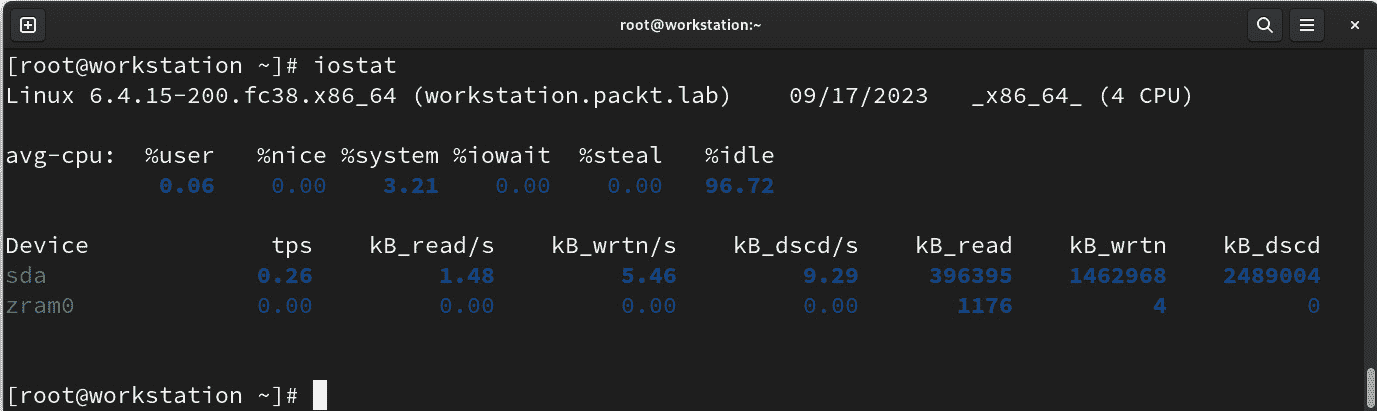 root@workstation:~
[root@workstation ~]# iostat
Linux 6.4.15-200.fc38.x86_64 (workstation.packt.lab) 09/17/2023 _x86_64_ (4 CPU)
avg-cpu: %user %nice %system %iowait %steal %idle
0.06 0.00 3.21 0.00 0.00 96.72
Device tps kB_read/s kB_wrtn/s kB_dscd/s kB_read kB_wrtn kB_dscd
sda 0.26 1.48 5.46 9.29 396395 1462968 2489004
zram0 0.00 0.00 0.00 0.00 1176 4 0
[root@workstation ~]#